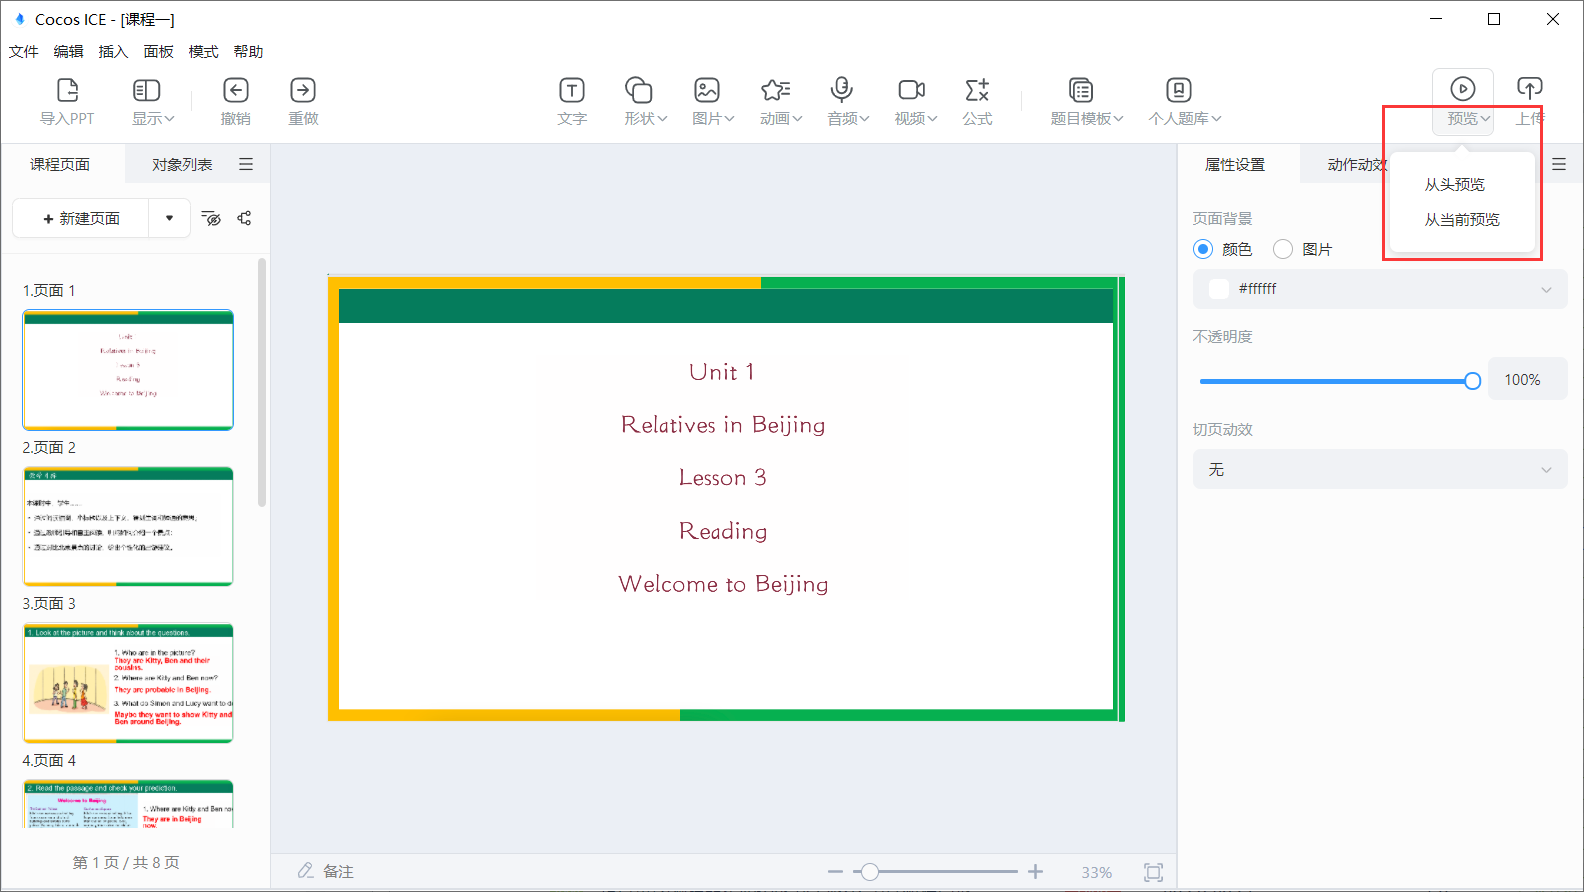 Cocos ICE - [课程一]
文件 编辑 插入 面板 模式 帮助
导入PPT 显示 撤销 重做 文字 形状 图片 动画 音频 视频 公式 题目模板 个人题库 预览 上传
课程页面 对象列表
+ 新建页面
1.页面 1
Relatives in Beijing
Lesson 3
Reading
Welcome to Beijing
2.页面 2
3.页面 3
1. Look at the picture and think about the questions.
1. Who are in the picture?
They are Kitty, Ben and their
cousins.
2. Where are Kitty and Ben now?
They are probable in Beijing.
3. What do Simon and Lucy want to d
Maybe they want to show Kitty and
Ben around Beijing.
4.页面 4
2. Read the passage and check your prediction.
Welcome to Beijing
1. Where are Kitty and Ben no
They are in Beijing
now.
第 1 页 / 共 8 页
Unit 1
Relatives in Beijing
Lesson 3
Reading
Welcome to Beijing
备注
33%
属性设置 动作动效
从头预览
从当前预览
页面背景
颜色 图片
#ffffff
不透明度
100%
切页动效
无